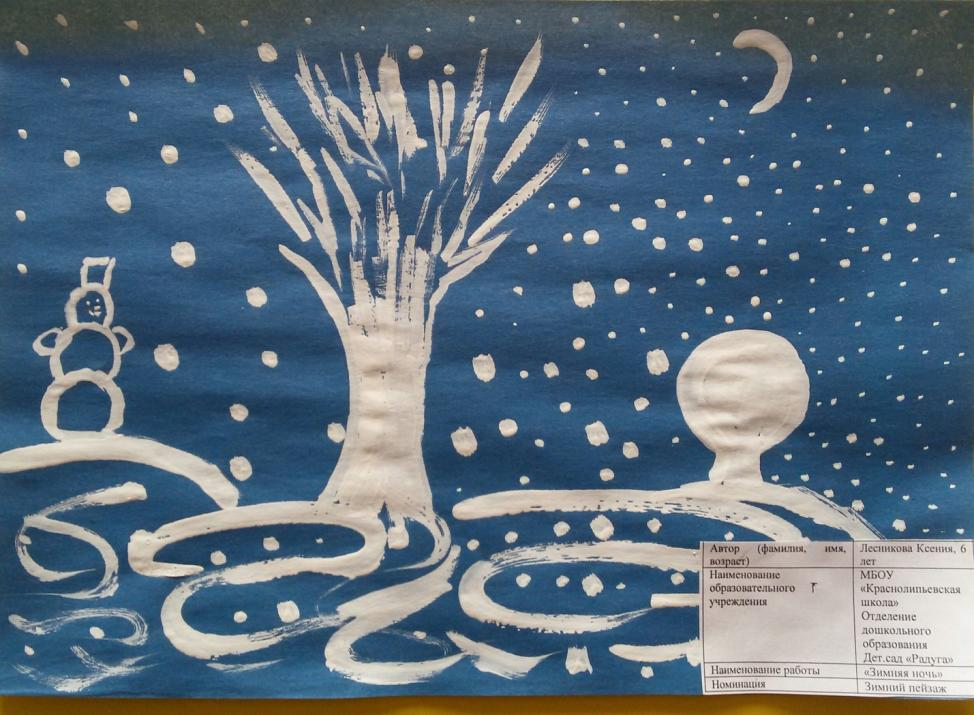 Автор (фамилия, имя, Лесникова Ксения, 6
возраст) лет
Наименование МБОУ
образовательного «Краснолипьевская
учреждения школа»
Отделение
дошкольного
образования
Дет.сад «Радуга»
Наименование работы «Зимняя ночь»
Номинация Зимний пейзаж